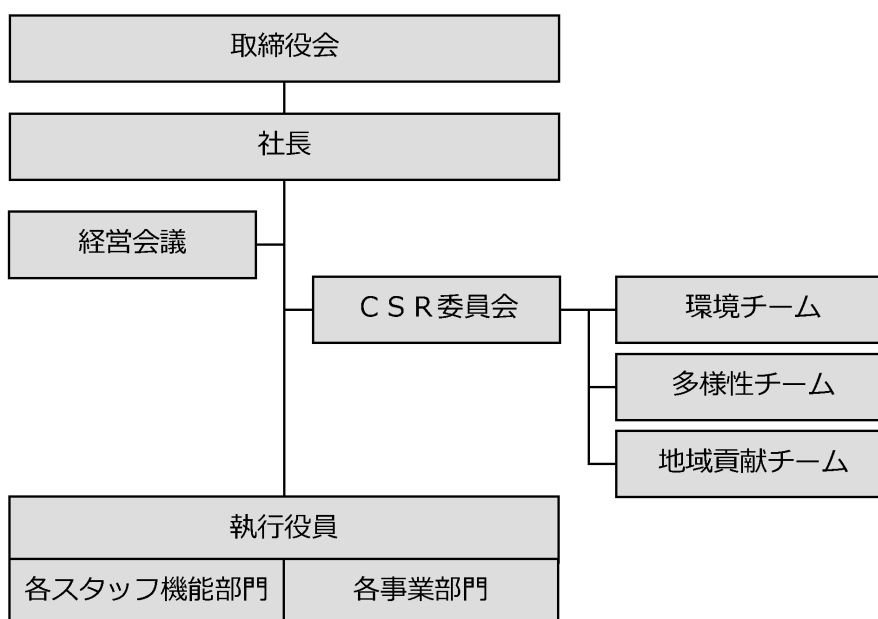 取締役会
社長
経営会議
ＣＳＲ委員会
環境チーム
多様性チーム
地域貢献チーム
執行役員
各スタッフ機能部門
各事業部門